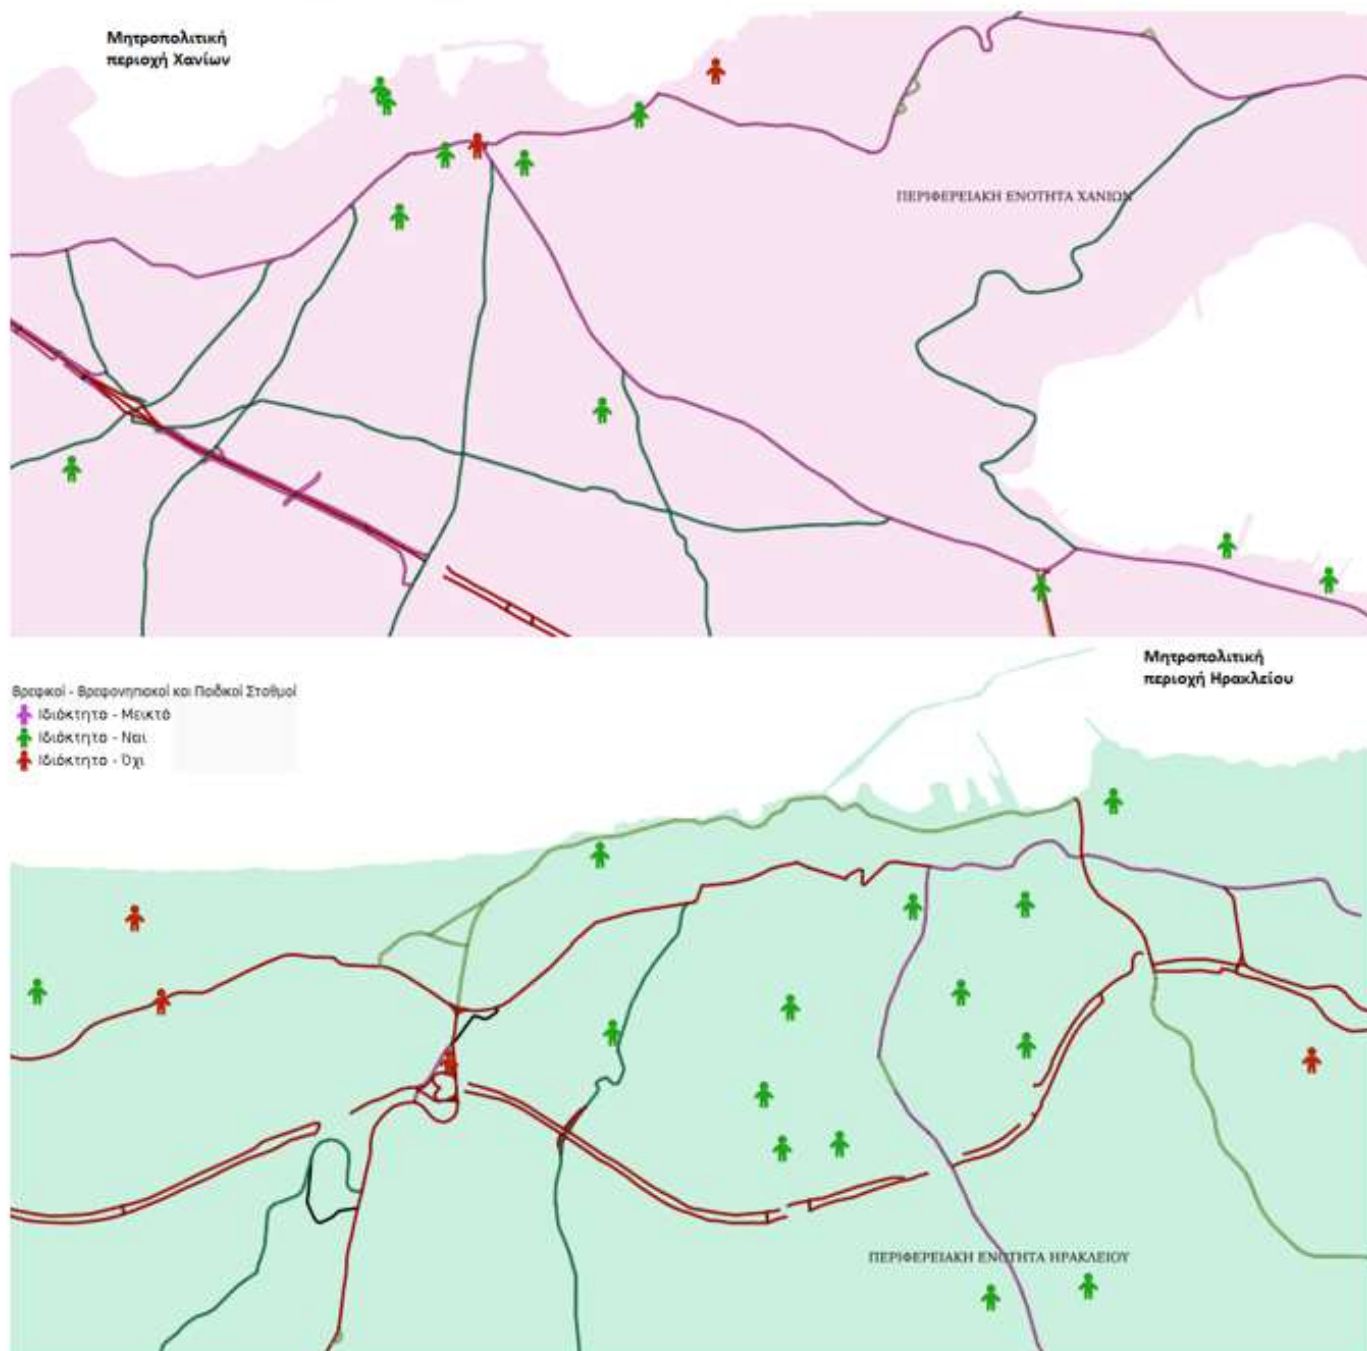 Μητροπολιτική
περιοχή Χανίων
ΠΕΡΙΦΕΡΕΙΑΚΗ ΕΝΟΤΗΤΑ ΧΑΝΙΩΝ
Μητροπολιτική
περιοχή Ηρακλείου
Βρεφικοί - Βρεφονηπιακοί και Παιδικοί Σταθμοί
Ιδιόκτητο - Μεικτό
Ιδιόκτητο - Ναι
Ιδιόκτητο - Όχι
ΠΕΡΙΦΕΡΕΙΑΚΗ ΕΝΟΤΗΤΑ ΗΡΑΚΛΕΙΟΥ